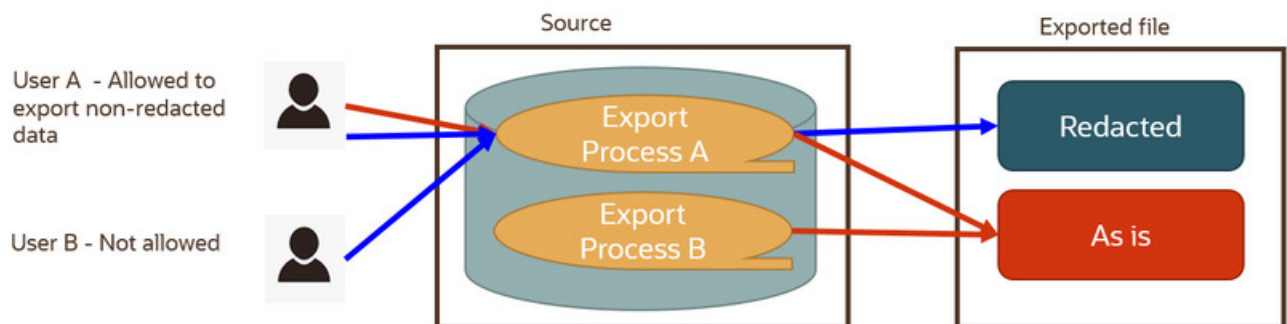 Source
Exported file
User A - Allowed to
export non-redacted
data
Export
Process A
Redacted
User B - Not allowed
Export
Process B
As is